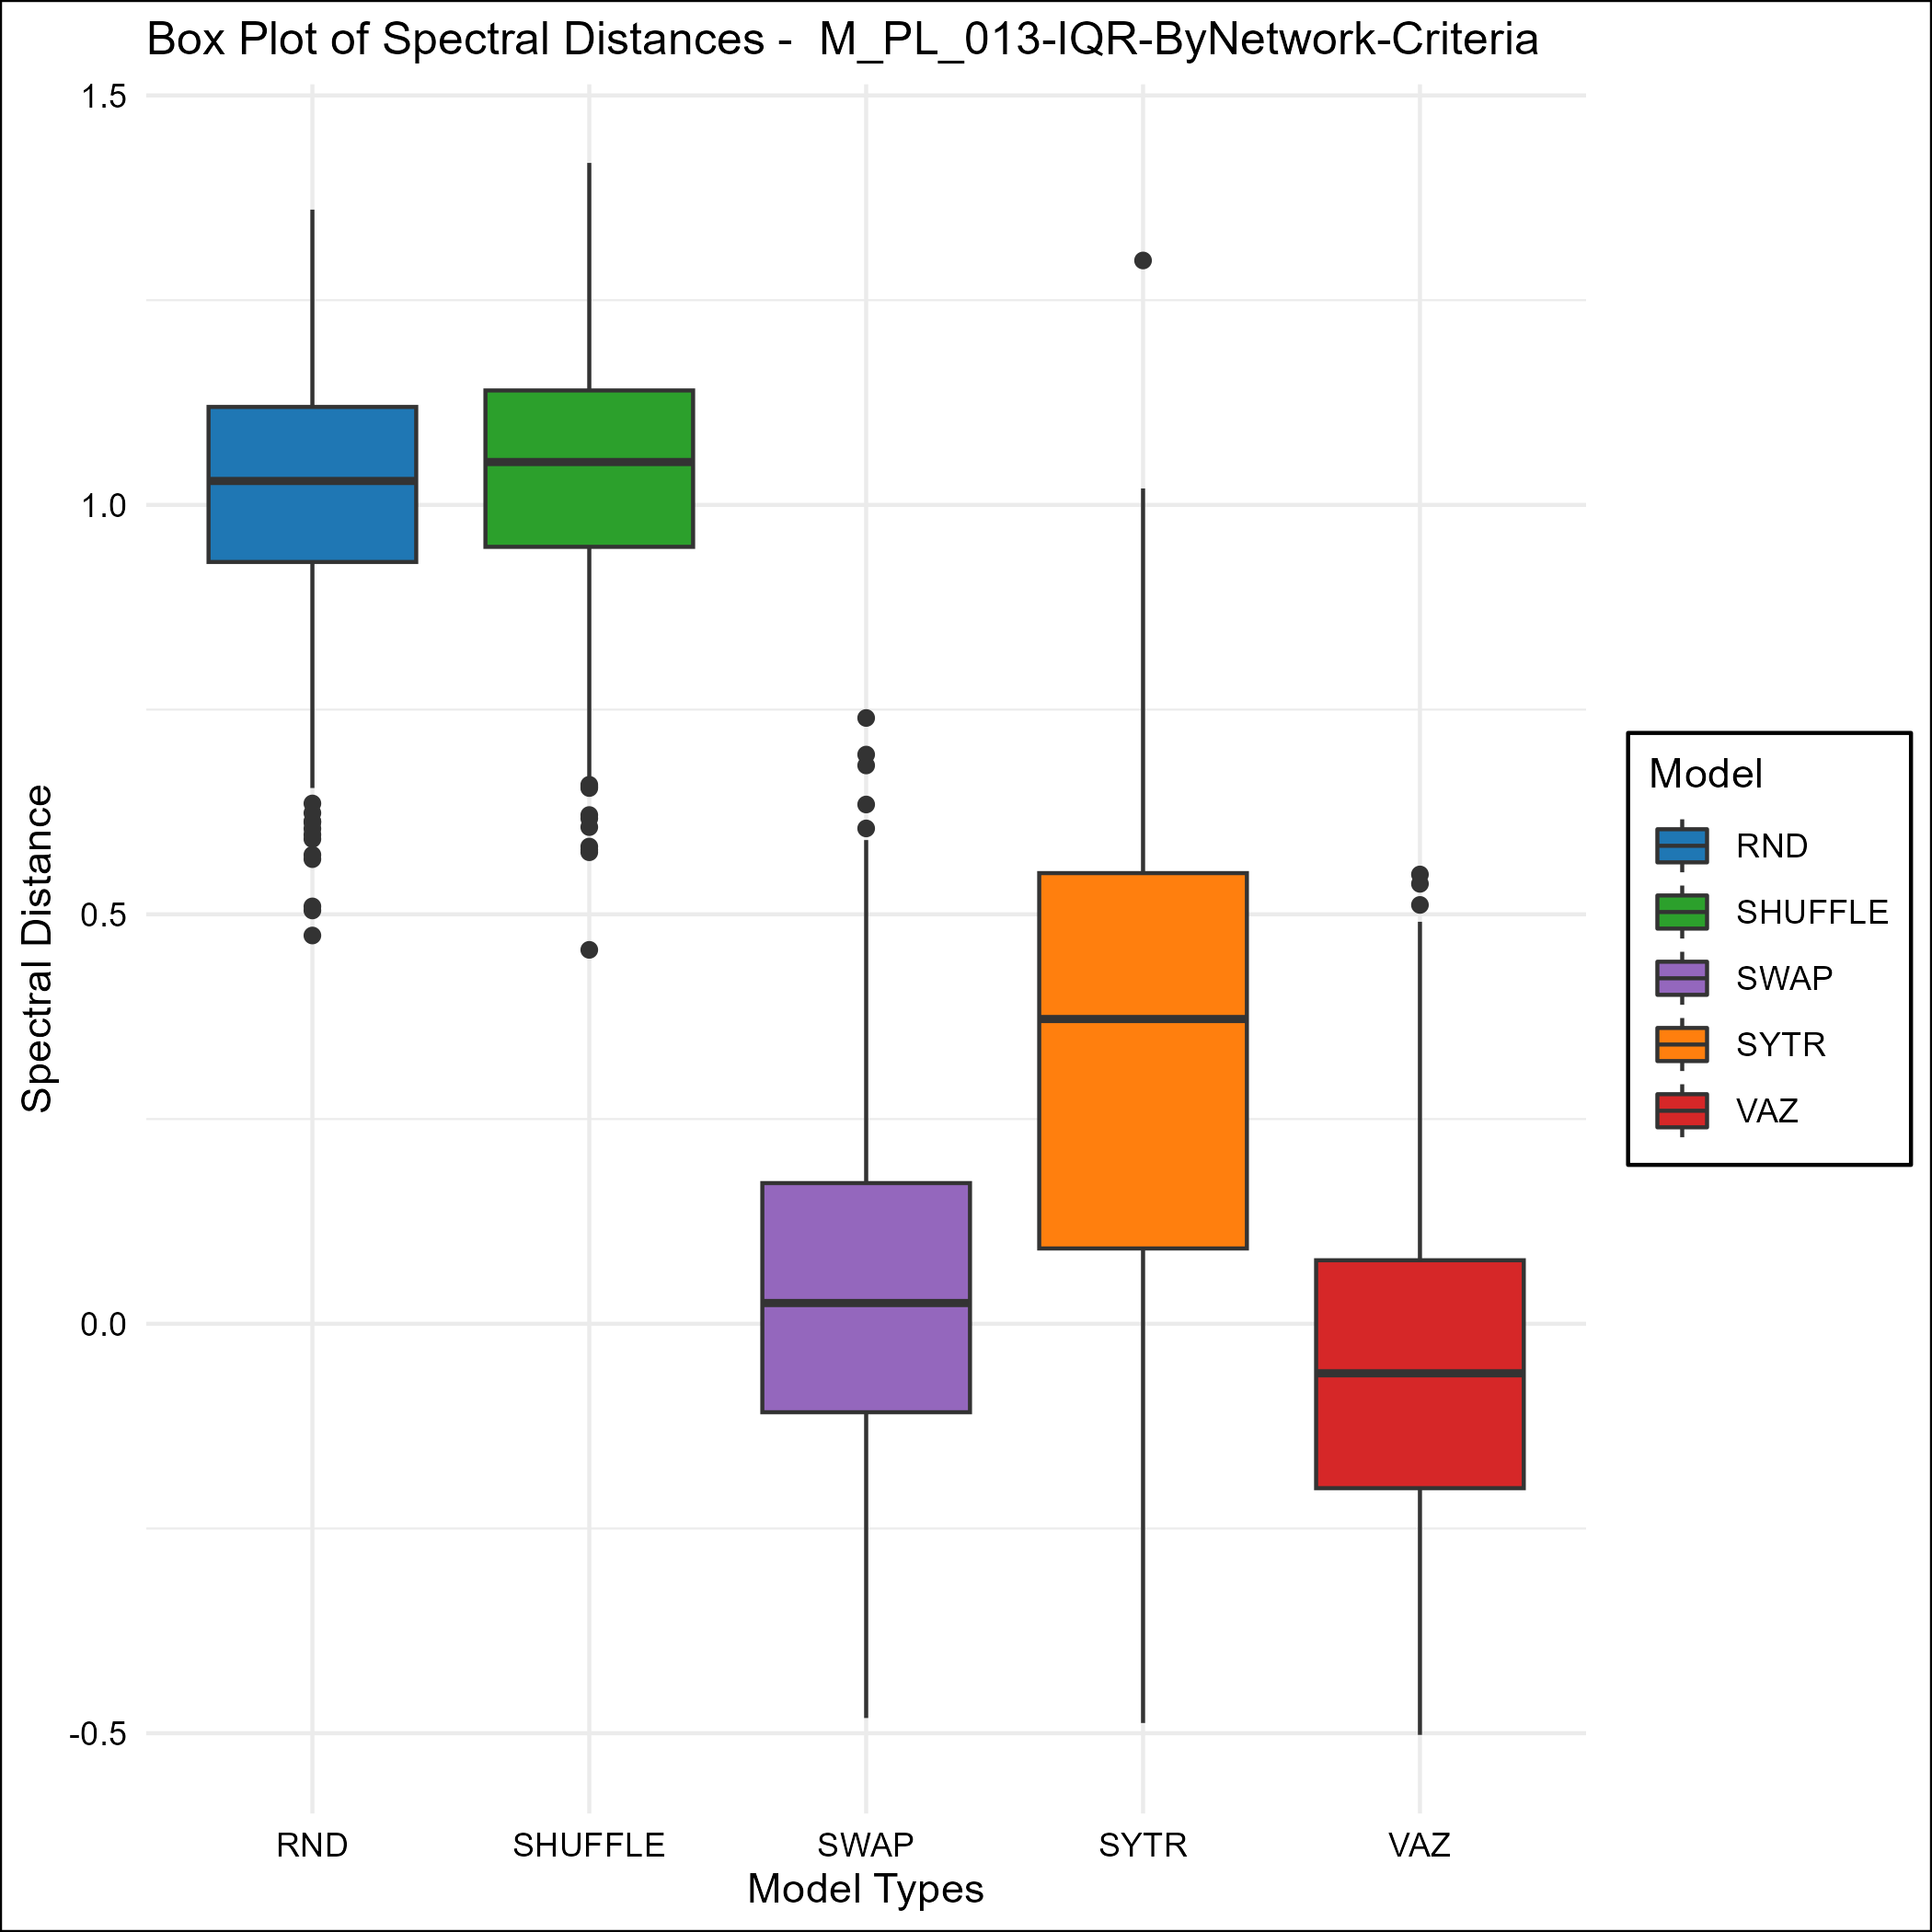 Box Plot of Spectral Distances -  M_PL_013-IQR-ByNetwork-Criteria
1.5
1.0
0.5
0.0
-0.5
Spectral Distance
RND
SHUFFLE
SWAP
SYTR
VAZ
Model Types
Model
RND
SHUFFLE
SWAP
SYTR
VAZ